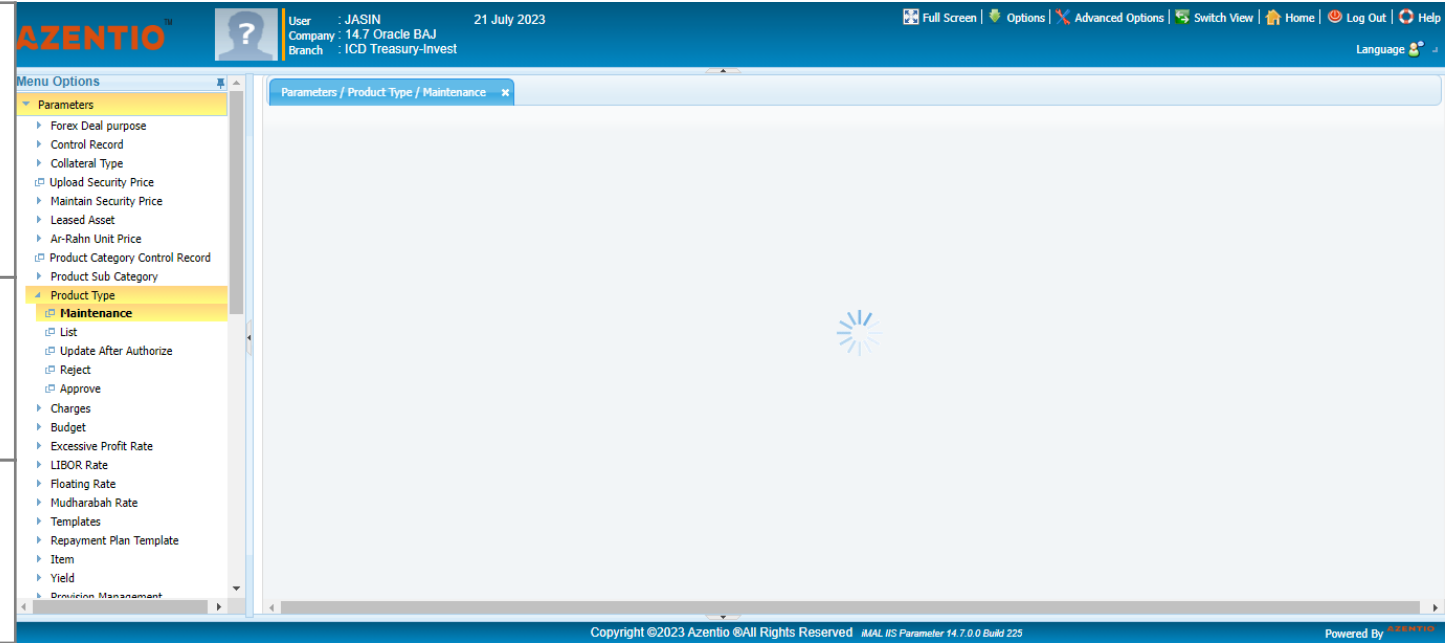 AZENTIO™
?
User : JASIN 21 July 2023
Company : 14.7 Oracle BAJ
Branch : ICD Treasury-Invest
Full Screen | Options | Advanced Options | Switch View | Home | Log Out | Help
Language
Menu Options
Parameters
Forex Deal purpose
Control Record
Collateral Type
Upload Security Price
Maintain Security Price
Leased Asset
Ar-Rahn Unit Price
Product Category Control Record
Product Sub Category
Product Type
Maintenance
List
Update After Authorize
Reject
Approve
Charges
Budget
Excessive Profit Rate
LIBOR Rate
Floating Rate
Mudharabah Rate
Templates
Repayment Plan Template
Item
Yield
Provision Management
Parameters / Product Type / Maintenance x
Copyright ©2023 Azentio ®All Rights Reserved iMAL IIS Parameter 14.7.0.0 Build 225
Powered By AZENTIO